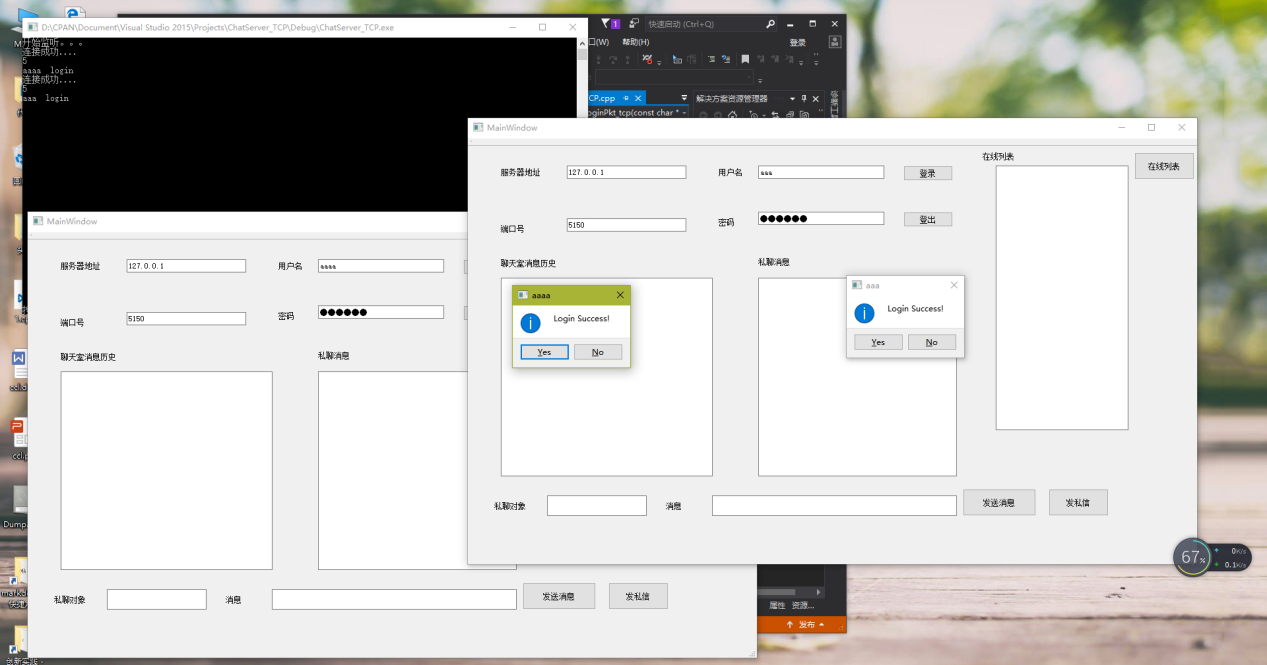 D:\CPAN\Document\Visual Studio 2015\Projects\ChatServer_TCP\Debug\ChatServer_TCP.exe
开始监听。。。
连接成功....
5
aaaa login
连接成功....
5
aaa login
1
快速启动 (Ctrl+Q)
口(W) 帮助(H)
登录
CP.cpp
解决方案资源管理器
oginPkt_tcp(const char *
MainWindow
服务器地址
127.0.0.1
用户名
aaaa
端口号
5150
密码
●●●●●●
聊天室消息历史
私聊消息
私聊对象
消息
发送消息
发私信
MainWindow
服务器地址
127.0.0.1
用户名
aaa
登录
在线列表
在线列表
端口号
5150
密码
●●●●●●
登出
聊天室消息历史
私聊消息
aaaa
Login Success!
Yes
No
aaa
Login Success!
Yes
No
私聊对象
消息
发送消息
发私信
67%
0K/s
0.1K/s
属性 资源...
发布